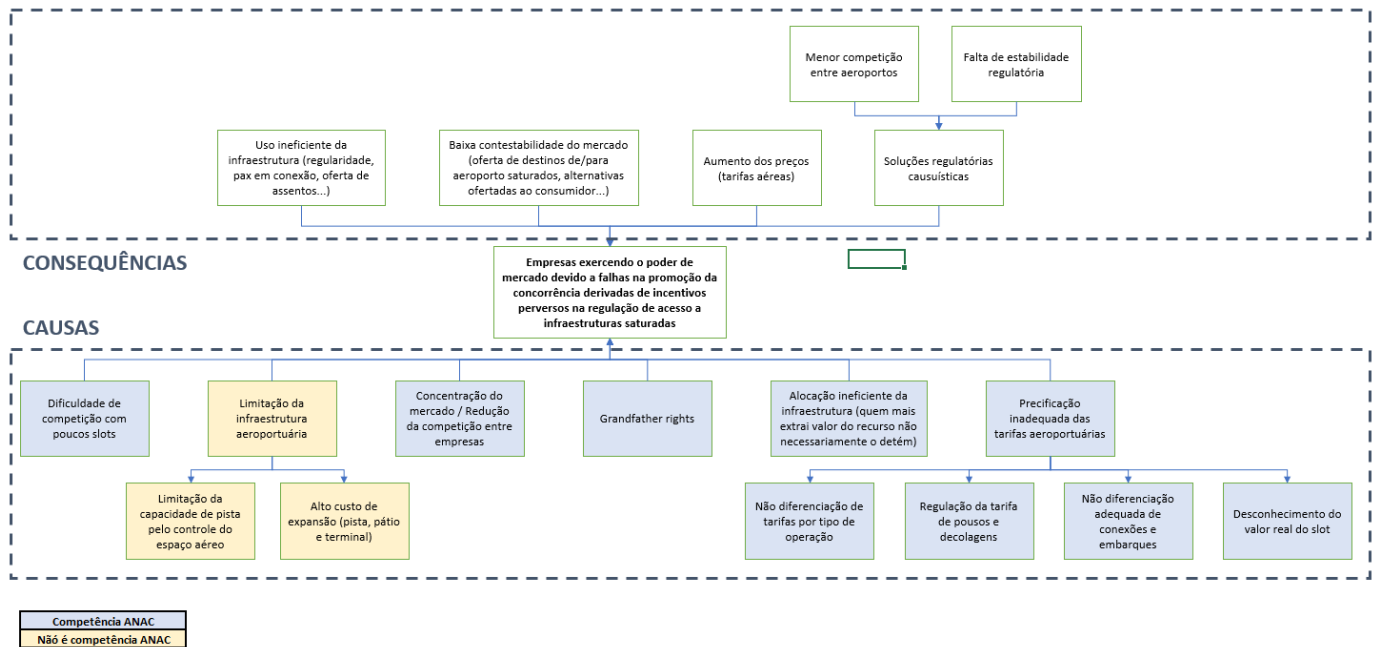 Menor competição
entre aeroportos
Falta de estabilidade
regulatória
Uso ineficiente da
infraestrutura (regularidade,
pax em conexão, oferta de
assentos...)
Baixa contestabilidade do mercado
(oferta de destinos de/para
aeroporto saturados, alternativas
ofertadas ao consumidor...)
Aumento dos preços
(tarifas aéreas)
Soluções regulatórias
causuísticas
CONSEQUÊNCIAS
Empresas exercendo o poder de
mercado devido a falhas na promoção da
concorrência derivadas de incentivos
perversos na regulação de acesso a
infraestruturas saturadas
CAUSAS
Dificuldade de
competição com
poucos slots
Limitação da
infraestrutura
aeroportuária
Concentração do
mercado / Redução
da competição entre
empresas
Grandfather rights
Alocação ineficiente da
infraestrutura (quem mais
extrai valor do recurso não
necessariamente o detém)
Precificação
inadequada das
tarifas aeroportuárias
Limitação da
capacidade de pista
pelo controle do
espaço aéreo
Alto custo de
expansão (pista, pátio
e terminal)
Não diferenciação de
tarifas por tipo de
operação
Regulação da tarifa
de pousos e
decolagens
Não diferenciação
adequada de
conexões e
embarques
Desconhecimento do
valor real do slot
Competência ANAC
Nãó é competência ANAC